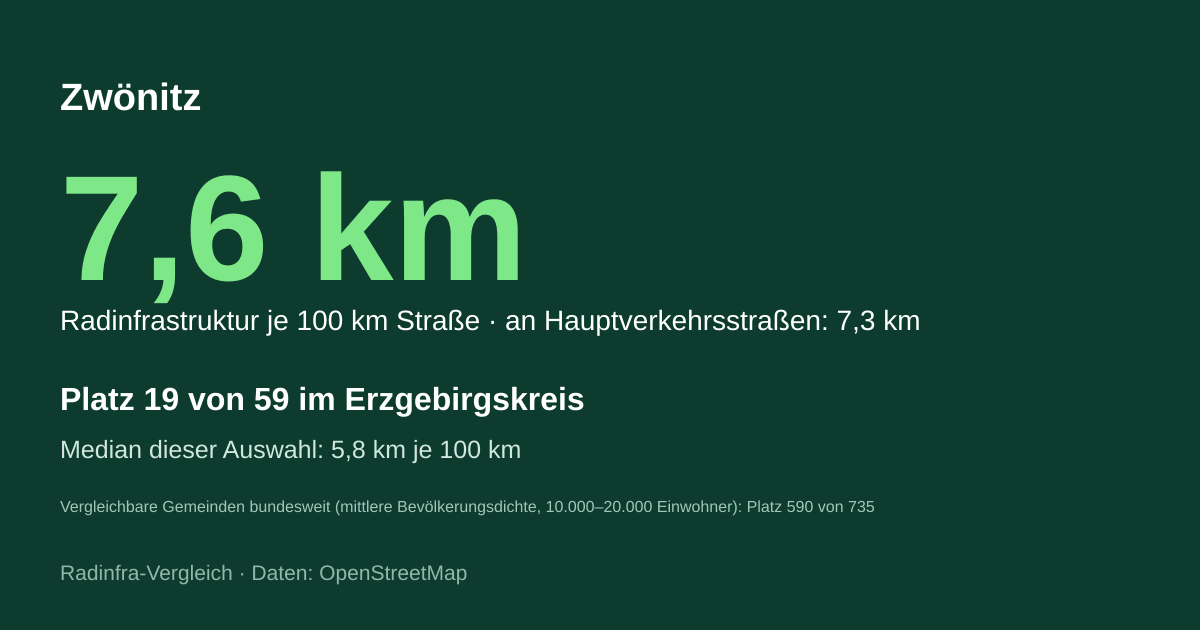 Zwönitz
7,6 km
Radinfrastruktur je 100 km Straße · an Hauptverkehrsstraßen: 7,3 km
Platz 19 von 59 im Erzgebirgskreis
Median dieser Auswahl: 5,8 km je 100 km
Vergleichbare Gemeinden bundesweit (mittlere Bevölkerungsdichte, 10.000–20.000 Einwohner): Platz 590 von 735
Radinfra-Vergleich · Daten: OpenStreetMap